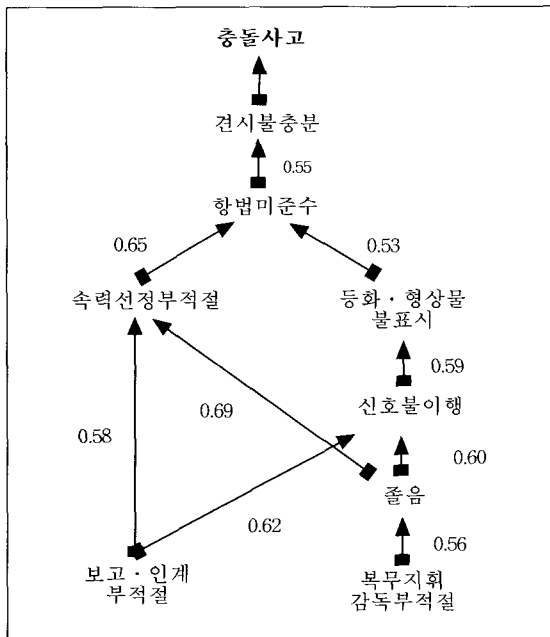 충돌사고
견시불충분
0.55
항법미준수
0.65
0.53
속력선정부적절
등화·형상물
불표시
0.59
신호불이행
0.69
0.58
0.60
졸음
0.62
0.56
보고·인계
부적절
복무지휘
감독부적절